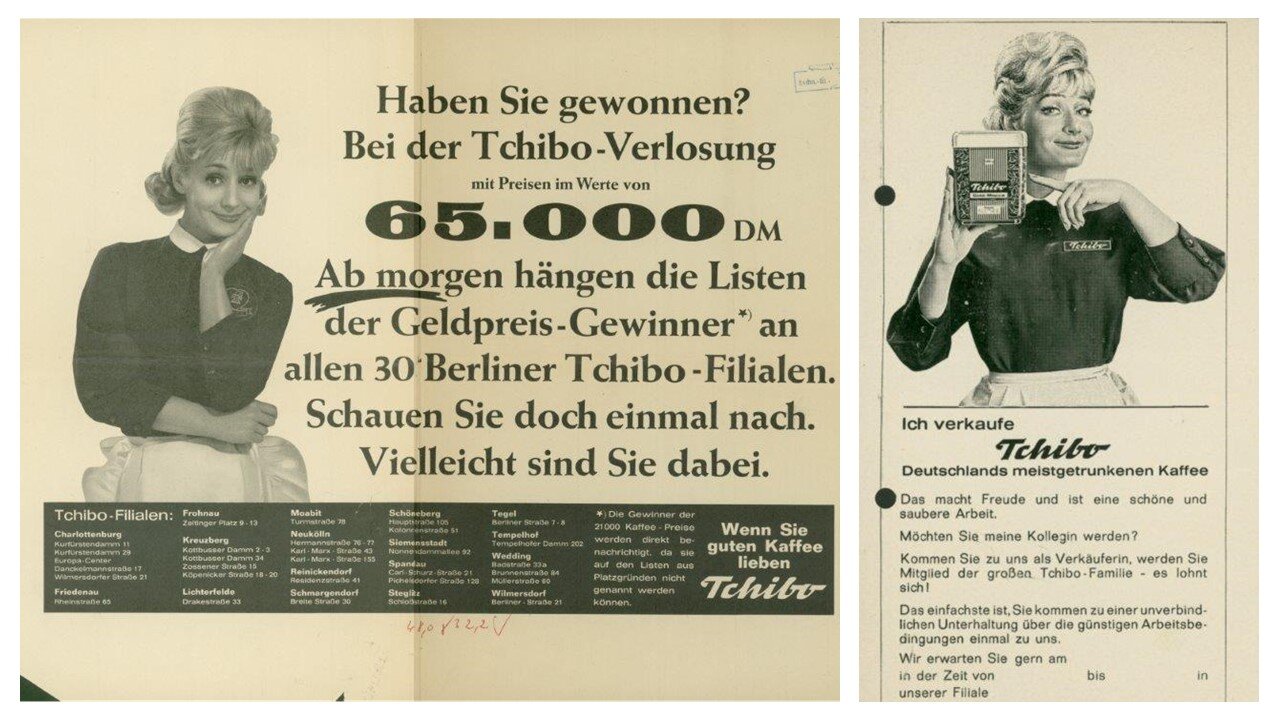 Haben Sie gewonnen?
Bei der Tchibo-Verlosung
mit Preisen im Werte von
65.000 DM
Ab morgen hängen die Listen
der Geldpreis-Gewinner*) an
allen 30 Berliner Tchibo-Filialen.
Schauen Sie doch einmal nach.
Vielleicht sind Sie dabei.
Tchibo-Filialen:
Charlottenburg
Kurfürstendamm 11
Kurfürstendamm 29
Europa-Center
Danckelmannstraße 17
Wilmersdorfer Straße 21
Friedenau
Rheinstraße 65
Frohnau
Zeltinger Platz 9 - 13
Kreuzberg
Kottbusser Damm 2 - 3
Kottbusser Damm 34
Zossener Straße 15
Köpenicker Straße 18 - 20
Lichterfelde
Drakestraße 33
Moabit
Turmstraße 78
Neukölln
Hermannstraße 76 - 77
Karl - Marx - Straße 43
Karl - Marx - Straße 155
Reinickendorf
Residenzstraße 41
Schmargendorf
Breite Straße 30
Schöneberg
Hauptstraße 105
Kolonnenstraße 51
Siemensstadt
Nonnendammallee 92
Spandau
Carl - Schurz - Straße 21
Pichelsdorfer Straße 128
Steglitz
Schloßstraße 16
Tegel
Berliner Straße 7 - 8
Tempelhof
Tempelhofer Damm 202
Wedding
Badstraße 33a
Brunnenstraße 84
Müllerstraße 60
Wilmersdorf
Berliner - Straße 21
*) Die Gewinner der
21000 Kaffee - Preise
werden direkt be-
nachrichtigt, da sie
auf den Listen aus
Platzgründen nicht
genannt werden
können.
Wenn Sie
guten Kaffee
lieben
Tchibo
Tchibo
Tchibo
Ich verkaufe
Tchibo
Deutschlands meistgetrunkenen Kaffee
Das macht Freude und ist eine schöne und
saubere Arbeit.
Möchten Sie meine Kollegin werden?
Kommen Sie zu uns als Verkäuferin, werden Sie
Mitglied der großen Tchibo-Familie - es lohnt
sich!
Das einfachste ist, Sie kommen zu einer unverbind-
lichen Unterhaltung über die günstigen Arbeitsbe-
dingungen einmal zu uns.
Wir erwarten Sie gern am
in der Zeit von bis in
unserer Filiale